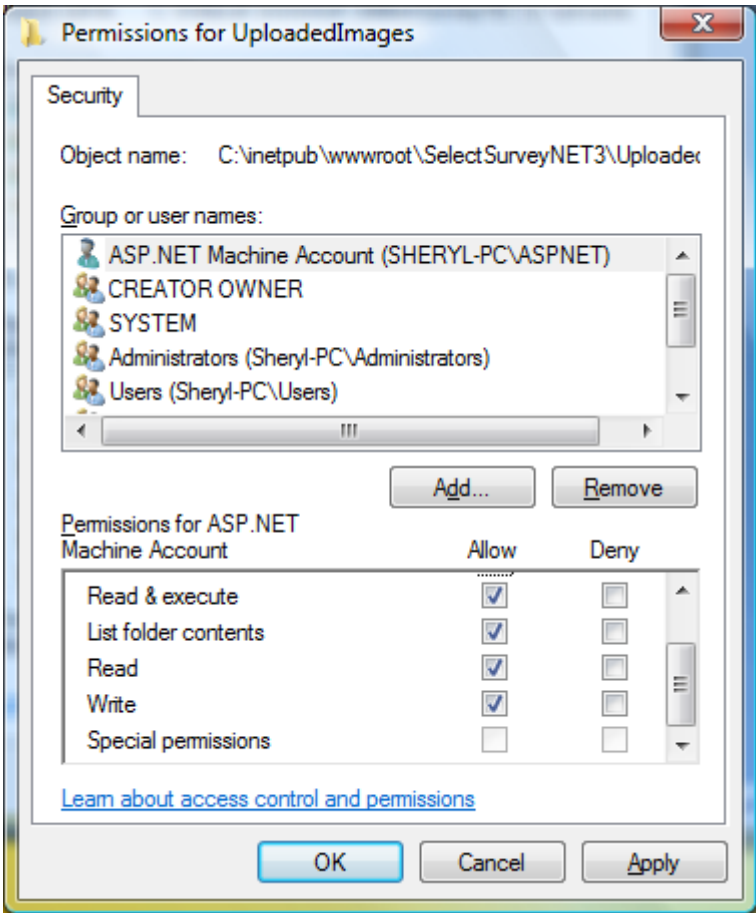 Permissions for UploadedImages
Security
Object name: C:\inetpub\wwwroot\SelectSurveyNET3\Uploaded
Group or user names:
ASP.NET Machine Account (SHERYL-PC\ASPNET)
CREATOR OWNER
SYSTEM
Administrators (Sheryl-PC\Administrators)
Users (Sheryl-PC\Users)
Add... Remove
Permissions for ASP.NET
Machine Account Allow Deny
Read & execute
List folder contents
Read
Write
Special permissions
Learn about access control and permissions
OK Cancel Apply